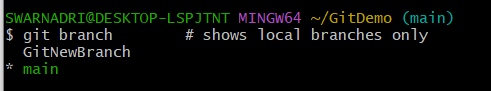 SWARNADRI@DESKTOP-LSPJTNT MINGW64 ~/GitDemo (main)
$ git branch        # shows local branches only
  GitNewBranch
* main